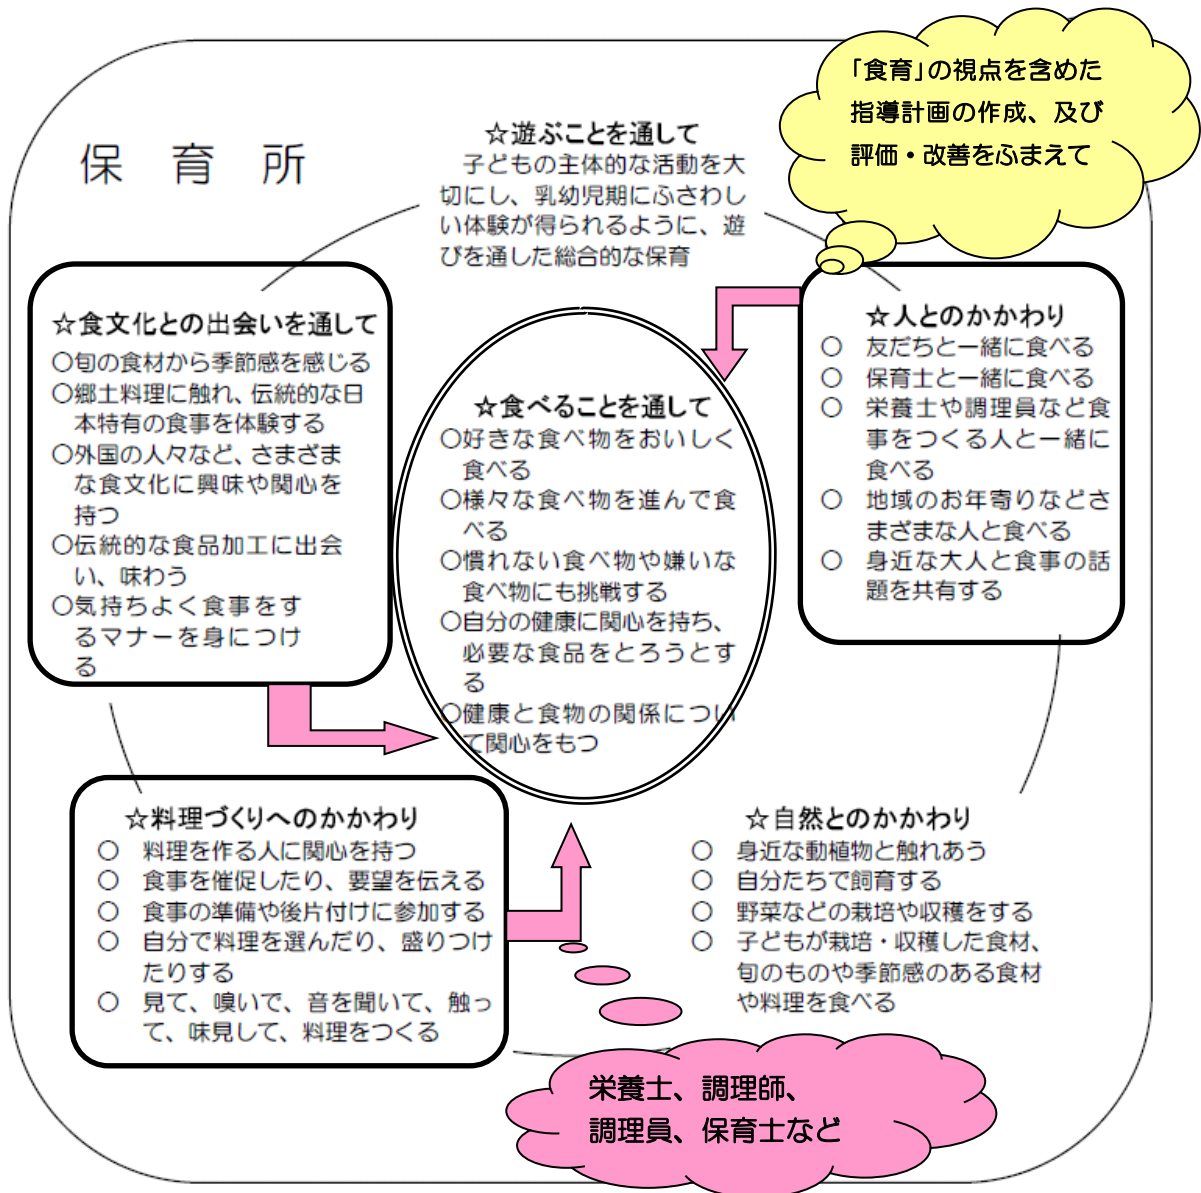 保 育 所
「食育」の視点を含めた
指導計画の作成、及び
評価・改善をふまえて
☆遊ぶことを通して
子どもの主体的な活動を大
切にし、乳幼児期にふさわし
い体験が得られるように、遊
びを通した総合的な保育
☆食文化との出会いを通して
○旬の食材から季節感を感じる
○郷土料理に触れ、伝統的な日
本特有の食事を体験する
○外国の人々など、さまざま
な食文化に興味や関心を
持つ
○伝統的な食品加工に出会
い、味わう
○気持ちよく食事をす
るマナーを身につけ
る
☆食べることを通して
○好きな食べ物をおいしく
食べる
○様々な食べ物を進んで食
べる
○慣れない食べ物や嫌いな
食べ物にも挑戦する
○自分の健康に関心を持ち、
必要な食品をとろうとす
る
○健康と食物の関係につい
て関心をもつ
☆人とのかかわり
○ 友だちと一緒に食べる
○ 保育士と一緒に食べる
○ 栄養士や調理員など食
事をつくる人と一緒に
食べる
○ 地域のお年寄りなどさ
まざまな人と食べる
○ 身近な大人と食事の話
題を共有する
☆料理づくりへのかかわり
○ 料理を作る人に関心を持つ
○ 食事を催促したり、要望を伝える
○ 食事の準備や後片付けに参加する
○ 自分で料理を選んだり、盛りつけ
たりする
○ 見て、嗅いで、音を聞いて、触っ
て、味見して、料理をつくる
☆自然とのかかわり
○ 身近な動植物と触れあう
○ 自分たちで飼育する
○ 野菜などの栽培や収穫をする
○ 子どもが栽培・収穫した食材、
旬のものや季節感のある食材
や料理を食べる
栄養士、調理師、
調理員、保育士など